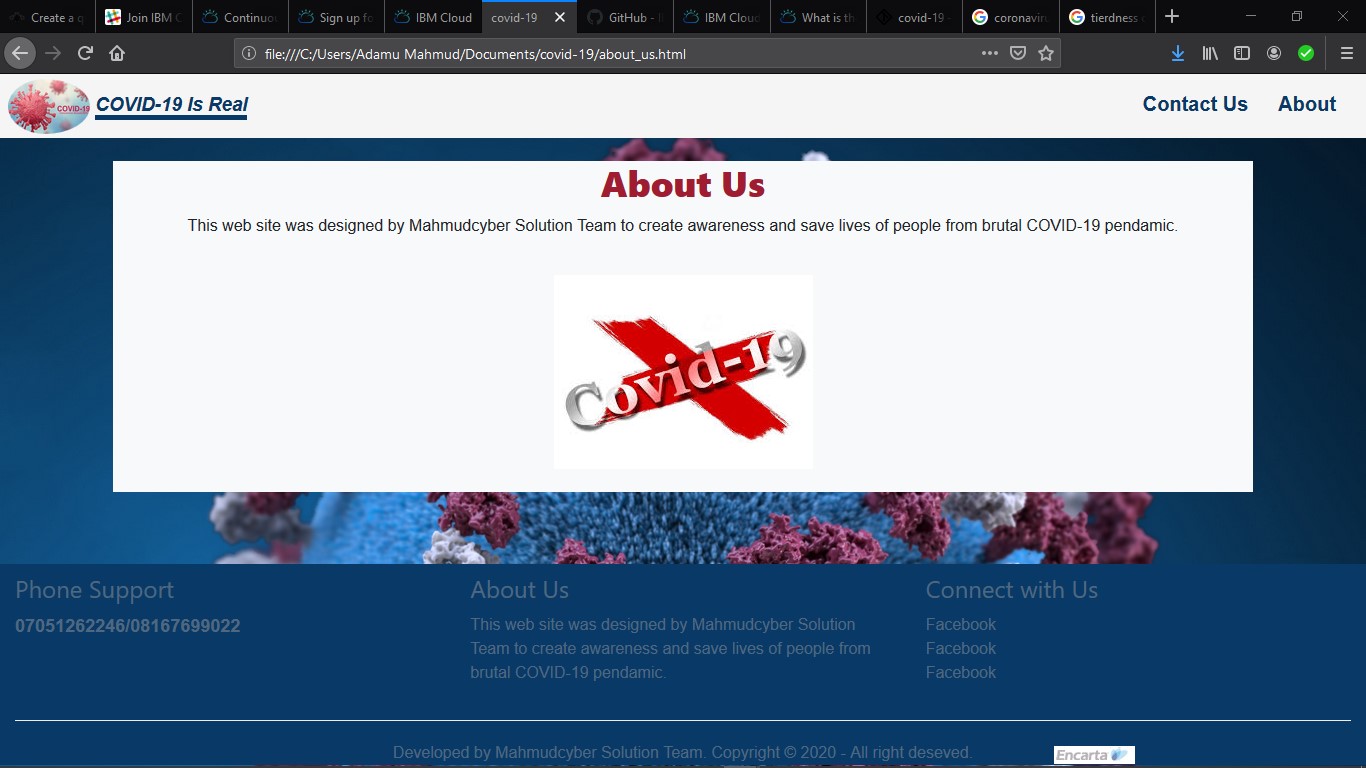 Create a q
Join IBM C
Continuou
Sign up fo
IBM Cloud
covid-19
GitHub - I
IBM Cloud
What is th
covid-19 -
coronaviru
tierdness o
file:///C:/Users/Adamu Mahmud/Documents/covid-19/about_us.html
COVID-19
COVID-19 Is Real
Contact Us
About
About Us
This web site was designed by Mahmudcyber Solution Team to create awareness and save lives of people from brutal COVID-19 pendamic.
Covid-19
Phone Support
07051262246/08167699022
About Us
This web site was designed by Mahmudcyber Solution
Team to create awareness and save lives of people from
brutal COVID-19 pendamic.
Connect with Us
Facebook
Facebook
Facebook
Developed by Mahmudcyber Solution Team. Copyright © 2020 - All right deseved.
Encarta